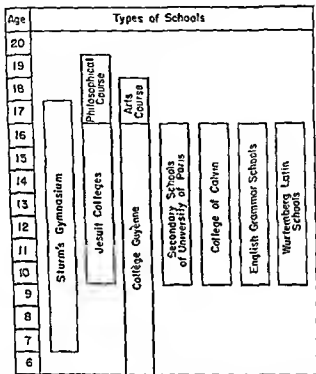 Age
Types of Schools
20
19
18
17
16
15
14
13
12
11
10
9
8
7
6
Sturm's Gymnasium
Philosophical
Course
Jesuit Colleges
Arts
Course
Collège Guyenne
Secondary Schools
of University of Paris
College of Calvin
English Grammar Schools
Wurtemberg Latin
Schools